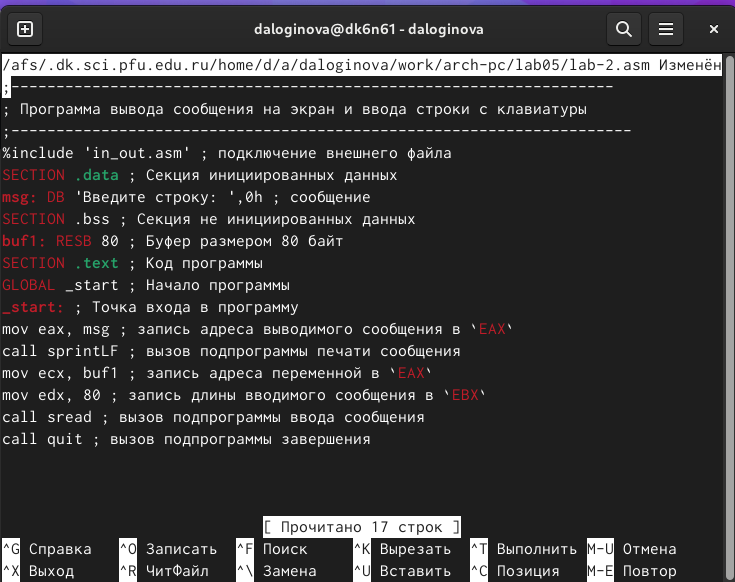 daloginova@dk6n61 - daloginova
/afs/.dk.sci.pfu.edu.ru/home/d/a/daloginova/work/arch-pc/lab05/lab-2.asm Изменён
;-------------------------------------------------------------------
; Программа вывода сообщения на экран и ввода строки с клавиатуры
;---------------------------------------------------------------------
%include 'in_out.asm' ; подключение внешнего файла
SECTION .data ; Секция инициированных данных
msg: DB 'Введите строку: ',0h ; сообщение
SECTION .bss ; Секция не инициированных данных
buf1: RESB 80 ; Буфер размером 80 байт
SECTION .text ; Код программы
GLOBAL _start ; Начало программы
_start: ; Точка входа в программу
mov eax, msg ; запись адреса выводимого сообщения в `EAX`
call sprintLF ; вызов подпрограммы печати сообщения
mov ecx, buf1 ; запись адреса переменной в `EAX`
mov edx, 80 ; запись длины вводимого сообщения в `EBX`
call sread ; вызов подпрограммы ввода сообщения
call quit ; вызов подпрограммы завершения
[ Прочитано 17 строк ]
^G Справка ^O Записать ^F Поиск ^K Вырезать ^T Выполнить M-U Отмена
^X Выход ^R ЧитФайл ^\ Замена ^U Вставить ^C Позиция M-E Повтор